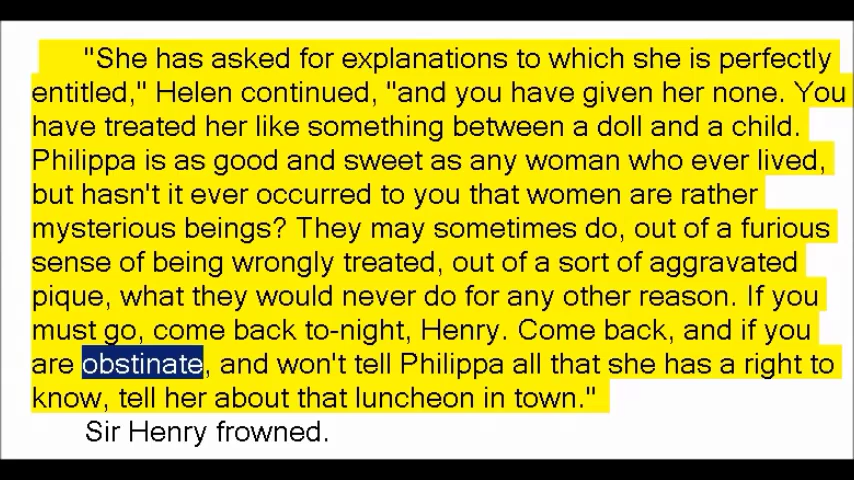 "She has asked for explanations to which she is perfectly
entitled," Helen continued, "and you have given her none. You
have treated her like something between a doll and a child.
Philippa is as good and sweet as any woman who ever lived,
but hasn't it ever occurred to you that women are rather
mysterious beings? They may sometimes do, out of a furious
sense of being wrongly treated, out of a sort of aggravated
pique, what they would never do for any other reason. If you
must go, come back to-night, Henry. Come back, and if you
are obstinate, and won't tell Philippa all that she has a right to
know, tell her about that luncheon in town."
Sir Henry frowned.